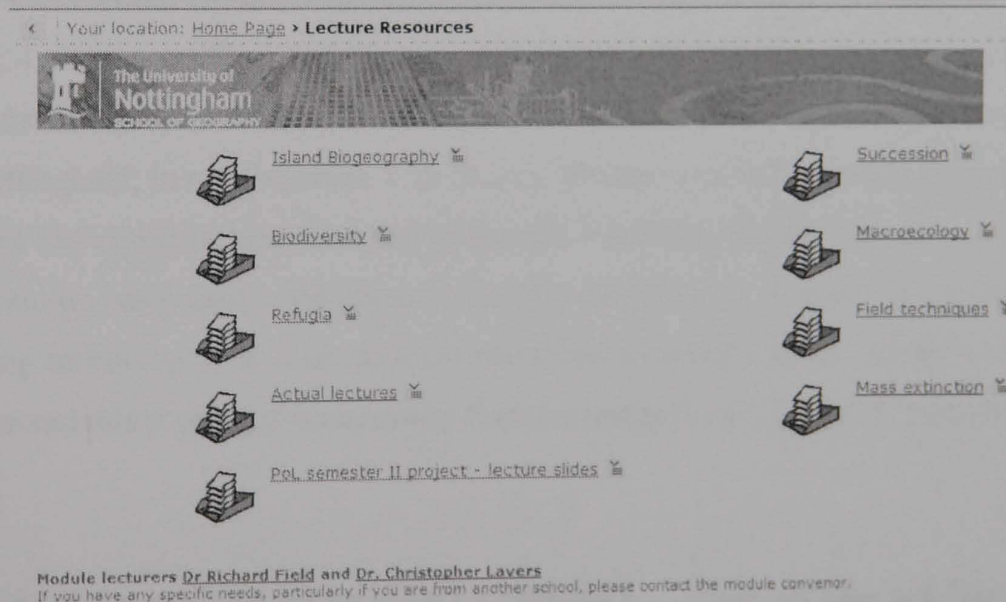 Your location: Home Page › Lecture Resources
The University of
Nottingham
SCHOOL OF GEOGRAPHY
Island Biogeography
Succession
Biodiversity
Macroecology
Refugia
Field techniques
Actual lectures
Mass extinction
PoL semester II project - lecture slides
Module lecturers Dr Richard Field and Dr. Christopher Lavers
If you have any specific needs, particularly if you are from another school, please contact the module convenor.